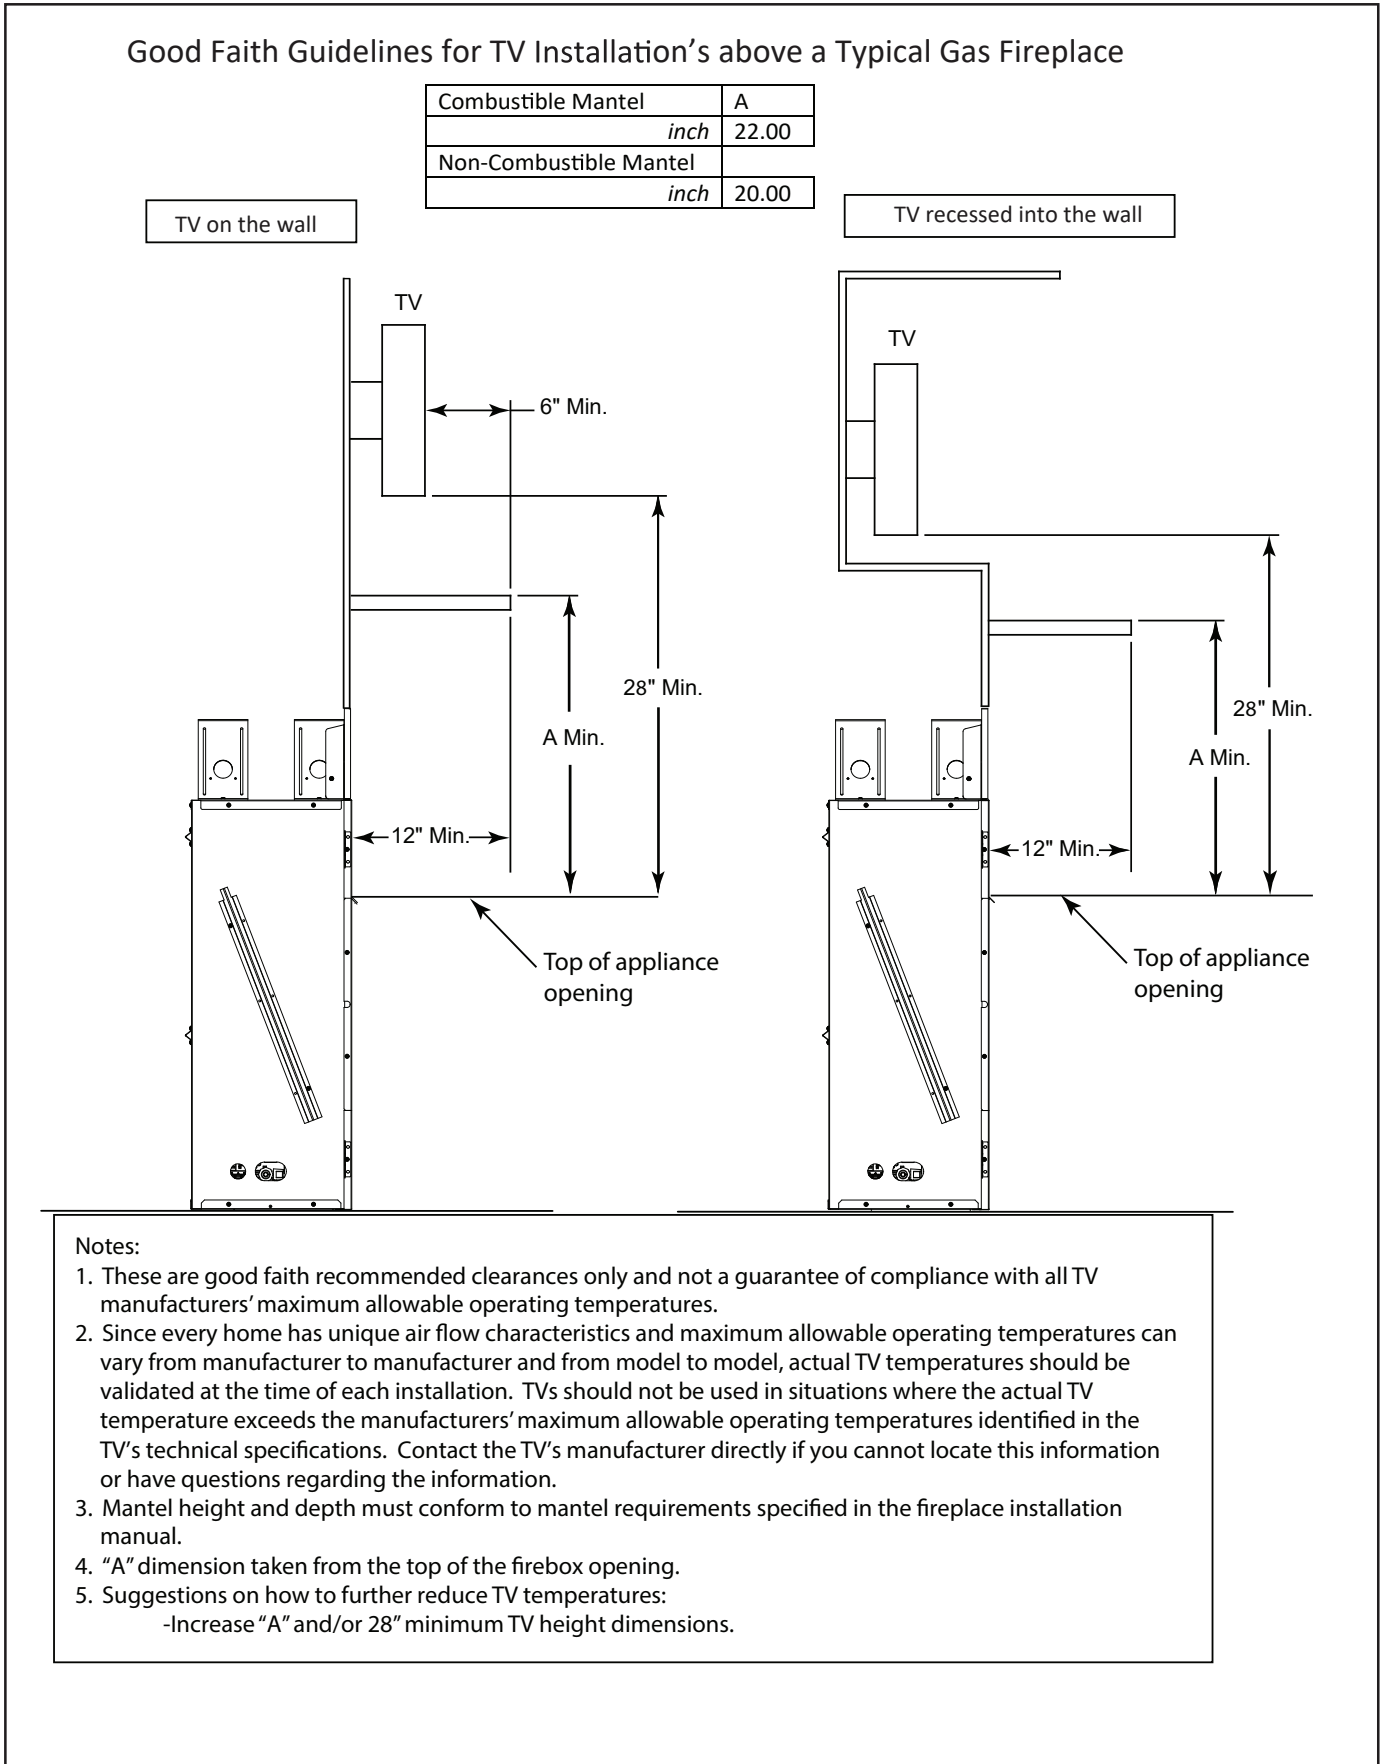 Good Faith Guidelines for TV Installation's above a Typical Gas Fireplace
Combustible Mantel A
inch 22.00
Non-Combustible Mantel
inch 20.00
TV on the wall
TV recessed into the wall
TV
6" Min.
28" Min.
A Min.
12" Min.
Top of appliance
opening
TV
28" Min.
A Min.
12" Min.
Top of appliance
opening
Notes:
1. These are good faith recommended clearances only and not a guarantee of compliance with all TV
manufacturers' maximum allowable operating temperatures.
2. Since every home has unique air flow characteristics and maximum allowable operating temperatures can
vary from manufacturer to manufacturer and from model to model, actual TV temperatures should be
validated at the time of each installation. TVs should not be used in situations where the actual TV
temperature exceeds the manufacturers' maximum allowable operating temperatures identified in the
TV's technical specifications. Contact the TV's manufacturer directly if you cannot locate this information
or have questions regarding the information.
3. Mantel height and depth must conform to mantel requirements specified in the fireplace installation
manual.
4. “A” dimension taken from the top of the firebox opening.
5. Suggestions on how to further reduce TV temperatures:
-Increase “A” and/or 28” minimum TV height dimensions.